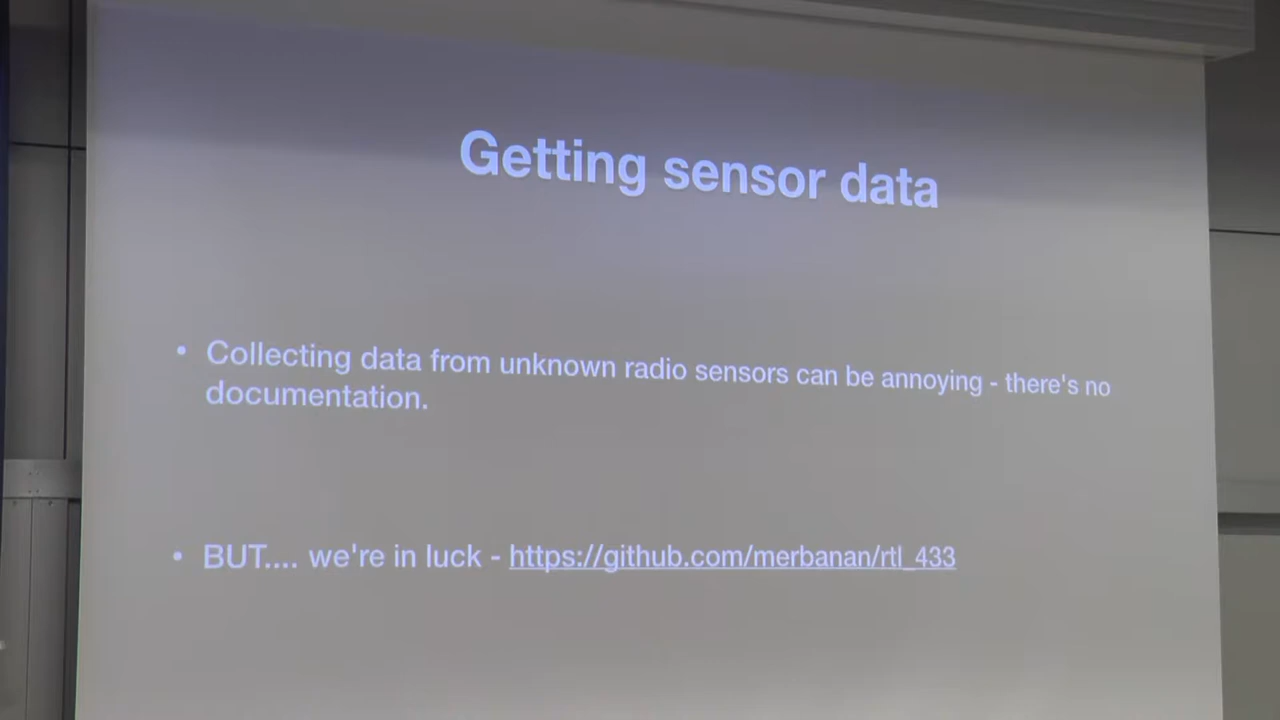 Getting sensor data
• Collecting data from unknown radio sensors can be annoying - there's no
documentation.
• BUT.... we're in luck - https://github.com/merbanan/rtl_433